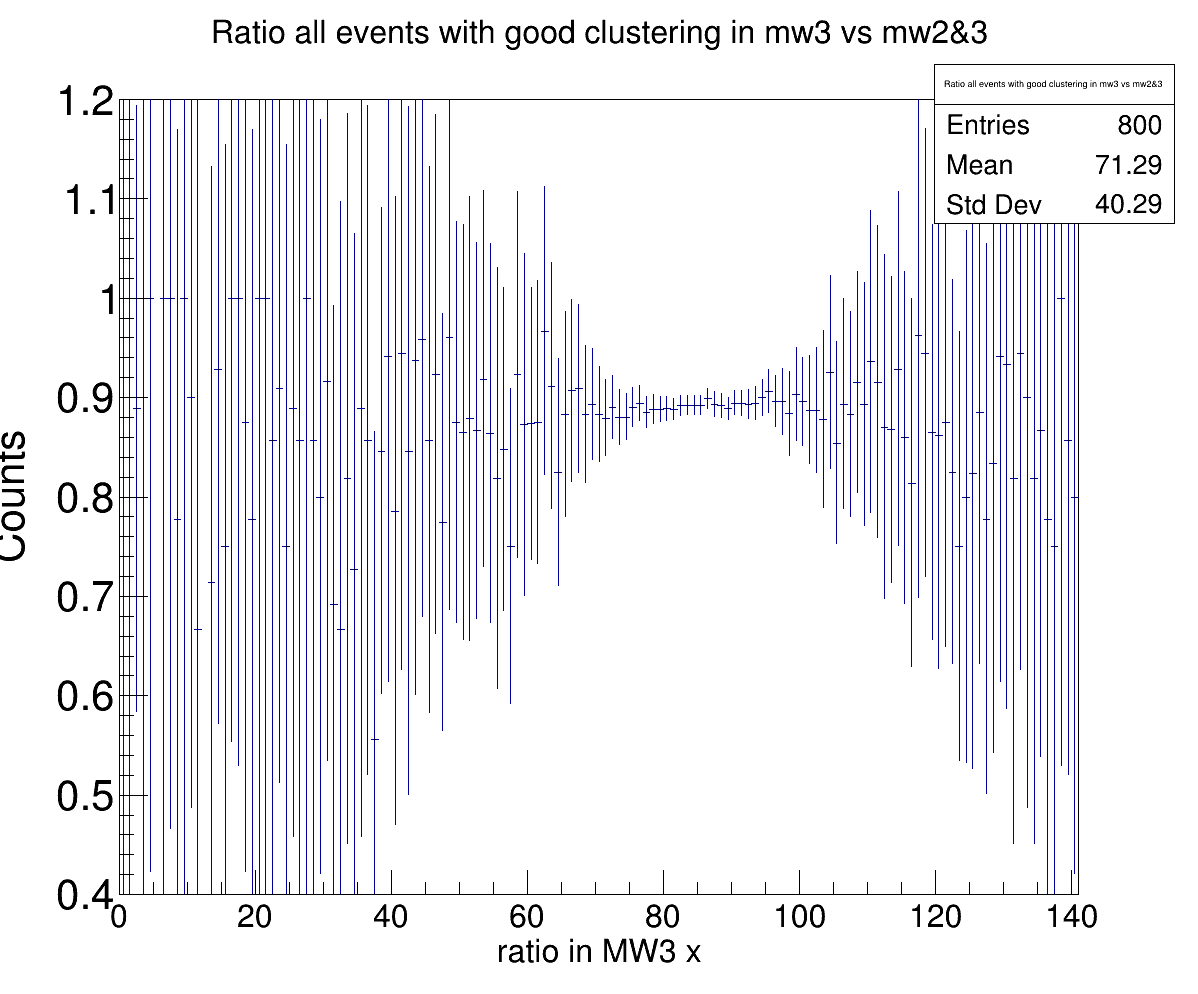 Ratio all events with good clustering in mw3 vs mw2&3
Ratio all events with good clustering in mw3 vs mw2&3
Entries 800
Mean 71.29
Std Dev 40.29
1.2
1.1
1
0.9
0.8
0.7
0.6
0.5
0.4
Counts
0 20 40 60 80 100 120 140
ratio in MW3 x